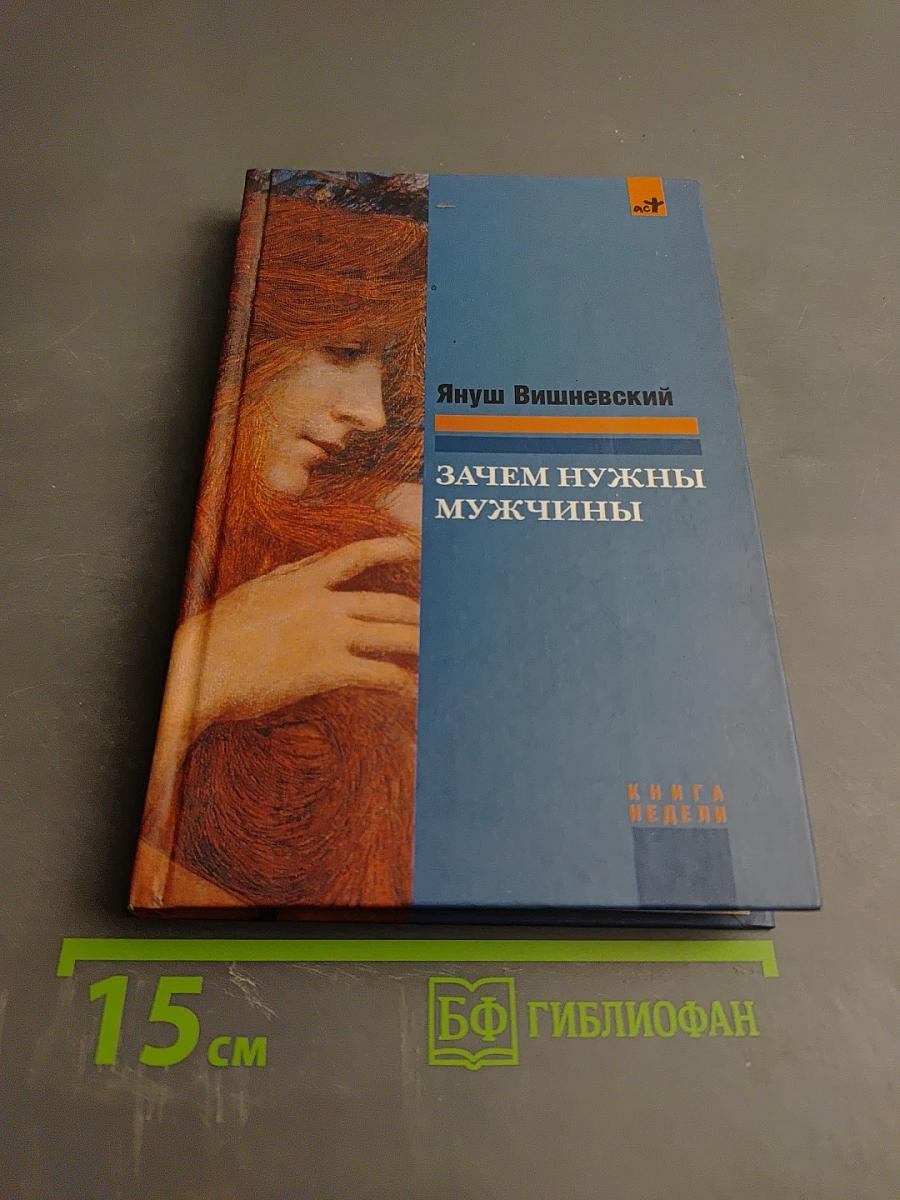 аст
Януш Вишневский
ЗАЧЕМ НУЖНЫ
МУЖЧИНЫ
КНИГА
НЕДЕЛИ
15 см
БФ ГИБЛИОФАН